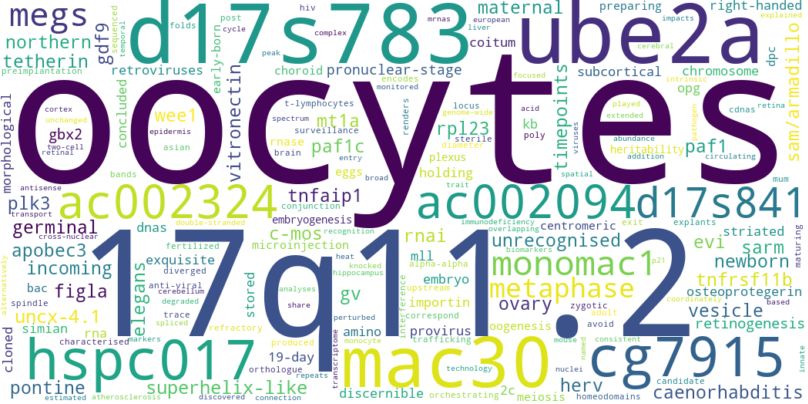 megs
d17s783
ube2a
maternal
preparing
right-handed
northern
gdf9
tetherin
folds
post
hiv
complex
mrnas
european
liver
impacts
explained
sequenced
temporal
cycle
early-born
peak
coitum
cerebral
retroviruses
choroid
pronuclear-stage
encodes
monitored
focused
subcortical
chromosome
dpc
preimplantation
oocytes
concluded
vitronectin
timepoints
sam/armadillo
morphological
cortex
unchanged
gbx2
two-cell
retinal
wee1
epidermis
asian
bands
t-lymphocytes
spectrum
surveillance
rnase
brain
mt1a
paf1c
eggs
plexus
holding
renders
entry
broad
diameter
rpl23
locus
genome-wide
sterile
abundance
addition
acid
kb
poly
viruses
spatial
cdnas
played
extended
circulating
intrinsic
retina
opg
paf1
heritability
pathogen
trait
mum
antisense
plk3
transport
ac002324
tnfaip1
conjunction
embryogenesis
ac002094
d17s841
germinal
cross-nuclear
dnas
double-stranded
fertilized
c-mos
recognition
microinjection
rnai
immunodeficiency
overlapping
biomarkers
exit
explants
centromeric
unrecognised
evi
striated
sarm
apobec3
incoming
bac
figla
spindle
uncx-4.1
trace
simian
rna
cloned
characterised
alternatively
elegans
exquisite
diverged
anti-viral
cerebellum
degraded
markers
spliced
17q11.2
stored
heat
knocked
hippocampus
analyses
share
gv
mll
alpha-alpha
upstream
importin
correspond
interference
trafficking
embryo
ovary
zygotic
oogenesis
monomac1
metaphase
adult
avoid
p21
coordinately
newborn
tnfrsf11b
osteoprotegerin
vesicle
based
retinogenesis
maturing
refractory
produced
19-day
orthologue
repeats
perturbed
amino
provirus
monocyte
transcriptome
technology
orchestrating
discernible
2c
meiosis
mouse
nuclei
named
herv
consistent
candidate
homeodomains
innate
hspc017
mac30
cg7915
pontine
superhelix-like
estimated
atherosclerosis
discovered
connection
caenorhabditis